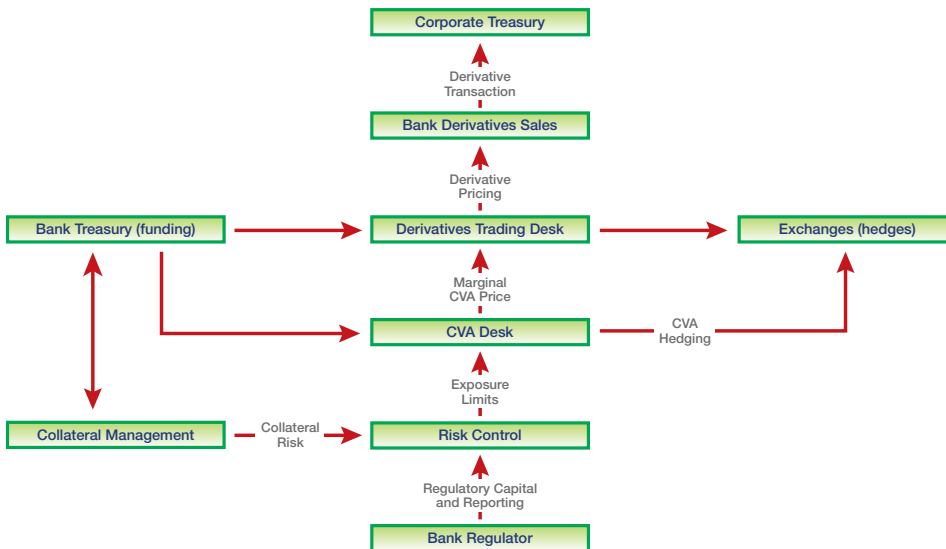 Corporate Treasury
Derivative
Transaction
Bank Derivatives Sales
Derivative
Pricing
Bank Treasury (funding)
Derivatives Trading Desk
Exchanges (hedges)
Marginal
CVA Price
CVA Desk
CVA
Hedging
Exposure
Limits
Collateral Management
Collateral
Risk
Risk Control
Regulatory Capital
and Reporting
Bank Regulator